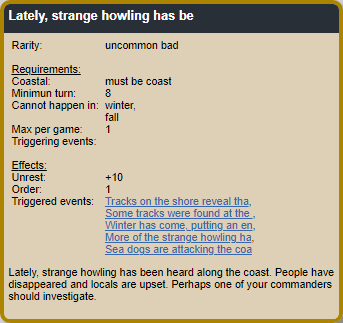 Lately, strange howling has be
Rarity: uncommon bad
Requirements:
Coastal: must be coast
Minimun turn: 8
Cannot happen in: winter,
fall
Max per game: 1
Triggering events:
Effects:
Unrest: +10
Order: 1
Triggered events: Tracks on the shore reveal tha,
Some tracks were found at the ,
Winter has come, putting an en,
More of the strange howling ha,
Sea dogs are attacking the coa
Lately, strange howling has been heard along the coast. People have
disappeared and locals are upset. Perhaps one of your commanders
should investigate.